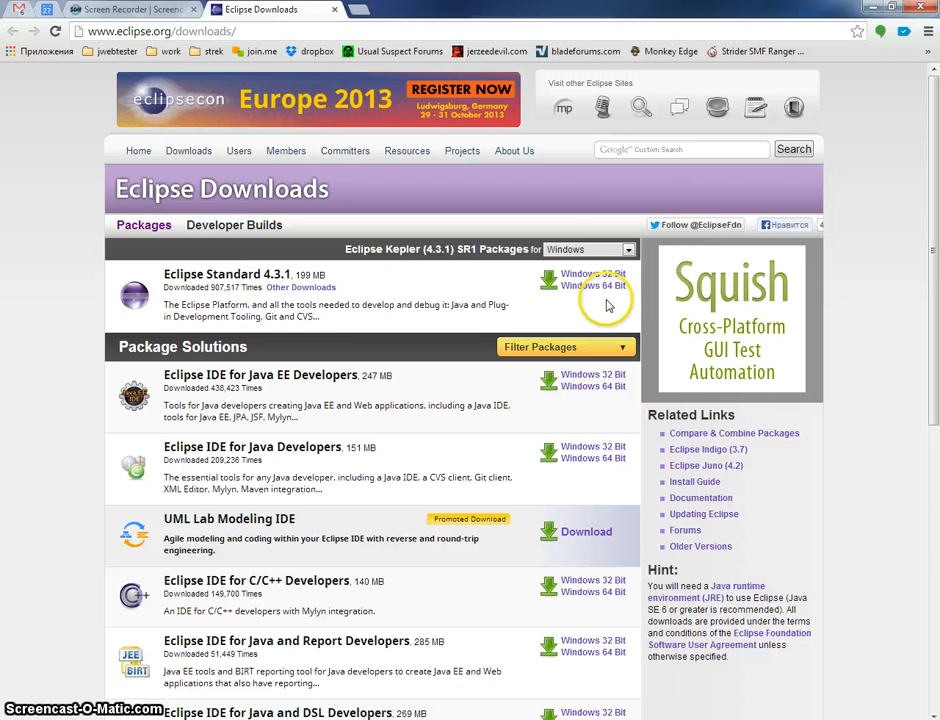 Screen Recorder | Screenc
Eclipse Downloads
www.eclipse.org/downloads/
Приложения jwebtester work strek join.me dropbox Usual Suspect Forums jerzeedevil.com bladeforums.com Monkey Edge Strider SMF Ranger ...
eclipsecon Europe 2013
REGISTER NOW
Ludwigsburg, Germany
29 - 31 October 2013
Visit other Eclipse Sites
mp
Home Downloads Users Members Committers Resources Projects About Us
Google™ Custom Search Search
Eclipse Downloads
Packages Developer Builds
Follow @EclipseFdn Нравится 4
Eclipse Kepler (4.3.1) SR1 Packages for Windows
Eclipse Standard 4.3.1, 199 MB
Downloaded 907,517 Times Other Downloads
The Eclipse Platform, and all the tools needed to develop and debug it: Java and Plug-
in Development Tooling, Git and CVS...
Windows 32 Bit
Windows 64 Bit
Package Solutions
Filter Packages ▼
Eclipse IDE for Java EE Developers, 247 MB
Downloaded 438,423 Times
Tools for Java developers creating Java EE and Web applications, including a Java IDE,
tools for Java EE, JPA, JSF, Mylyn...
Windows 32 Bit
Windows 64 Bit
JAVA EE
IDE
Eclipse IDE for Java Developers, 151 MB
Downloaded 209,236 Times
The essential tools for any Java developer, including a Java IDE, a CVS client, Git client,
XML Editor, Mylyn, Maven integration...
Windows 32 Bit
Windows 64 Bit
UML Lab Modeling IDE
Promoted Download
Agile modeling and coding within your Eclipse IDE with reverse and round-trip
engineering.
Download
Eclipse IDE for C/C++ Developers, 140 MB
Downloaded 149,700 Times
An IDE for C/C++ developers with Mylyn integration.
Windows 32 Bit
Windows 64 Bit
Eclipse IDE for Java and Report Developers, 285 MB
Downloaded 51,449 Times
Java EE tools and BIRT reporting tool for Java developers to create Java EE and Web
applications that also have reporting...
Windows 32 Bit
Windows 64 Bit
JEE
BIRT
Eclipse IDE for Java and DSL Developers, 269 MB
Windows 32 Bit
Squish
Cross-Platform
GUI Test
Automation
Related Links
Compare & Combine Packages
Eclipse Indigo (3.7)
Eclipse Juno (4.2)
Install Guide
Documentation
Updating Eclipse
Forums
Older Versions
Hint:
You will need a Java runtime
environment (JRE) to use Eclipse (Java
SE 6 or greater is recommended). All
downloads are provided under the terms
and conditions of the Eclipse Foundation
Software User Agreement unless
otherwise specified.
Screencast-O-Matic.com